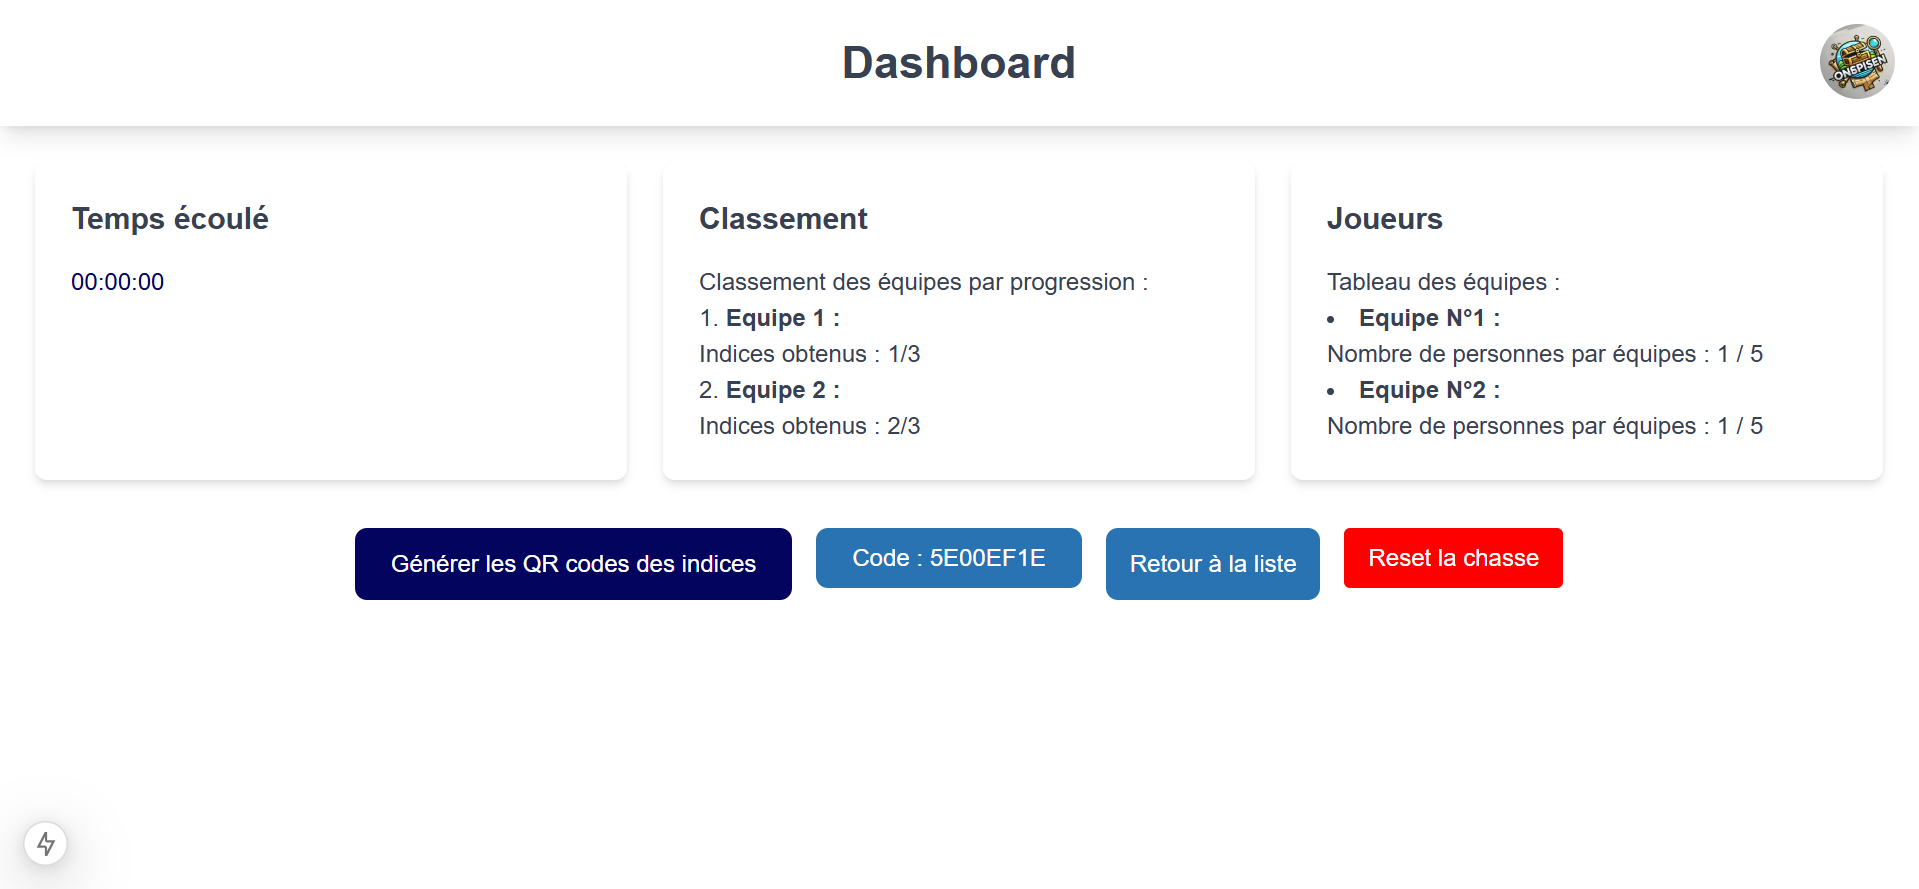 Dashboard
ONEPISEN
Temps écoulé
00:00:00
Classement
Classement des équipes par progression :
1. Equipe 1 :
Indices obtenus : 1/3
2. Equipe 2 :
Indices obtenus : 2/3
Joueurs
Tableau des équipes :
• Equipe N°1 :
Nombre de personnes par équipes : 1 / 5
• Equipe N°2 :
Nombre de personnes par équipes : 1 / 5
Générer les QR codes des indices
Code : 5E00EF1E
Retour à la liste
Reset la chasse